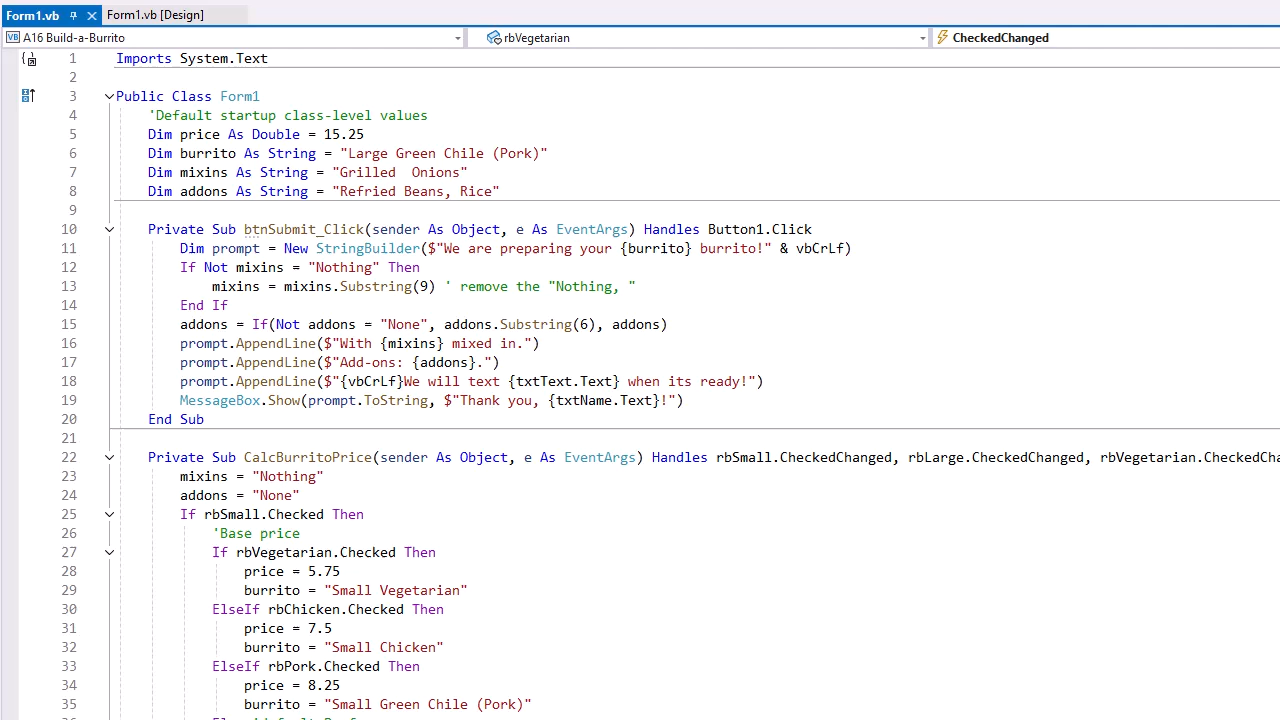 Form1.vb Form1.vb [Design]
VB A16 Build-a-Burrito rbVegetarian CheckedChanged
1 Imports System.Text
2
3 Public Class Form1
4 'Default startup class-level values
5 Dim price As Double = 15.25
6 Dim burrito As String = "Large Green Chile (Pork)"
7 Dim mixins As String = "Grilled  Onions"
8 Dim addons As String = "Refried Beans, Rice"
9
10 Private Sub btnSubmit_Click(sender As Object, e As EventArgs) Handles Button1.Click
11 Dim prompt = New StringBuilder($"We are preparing your {burrito} burrito!" & vbCrLf)
12 If Not mixins = "Nothing" Then
13 mixins = mixins.Substring(9) ' remove the "Nothing, "
14 End If
15 addons = If(Not addons = "None", addons.Substring(6), addons)
16 prompt.AppendLine($"With {mixins} mixed in.")
17 prompt.AppendLine($"Add-ons: {addons}.")
18 prompt.AppendLine($"{vbCrLf}We will text {txtText.Text} when its ready!")
19 MessageBox.Show(prompt.ToString, $"Thank you, {txtName.Text}!")
20 End Sub
21
22 Private Sub CalcBurritoPrice(sender As Object, e As EventArgs) Handles rbSmall.CheckedChanged, rbLarge.CheckedChanged, rbVegetarian.CheckedCha
23 mixins = "Nothing"
24 addons = "None"
25 If rbSmall.Checked Then
26 'Base price
27 If rbVegetarian.Checked Then
28 price = 5.75
29 burrito = "Small Vegetarian"
30 ElseIf rbChicken.Checked Then
31 price = 7.5
32 burrito = "Small Chicken"
33 ElseIf rbPork.Checked Then
34 price = 8.25
35 burrito = "Small Green Chile (Pork)"